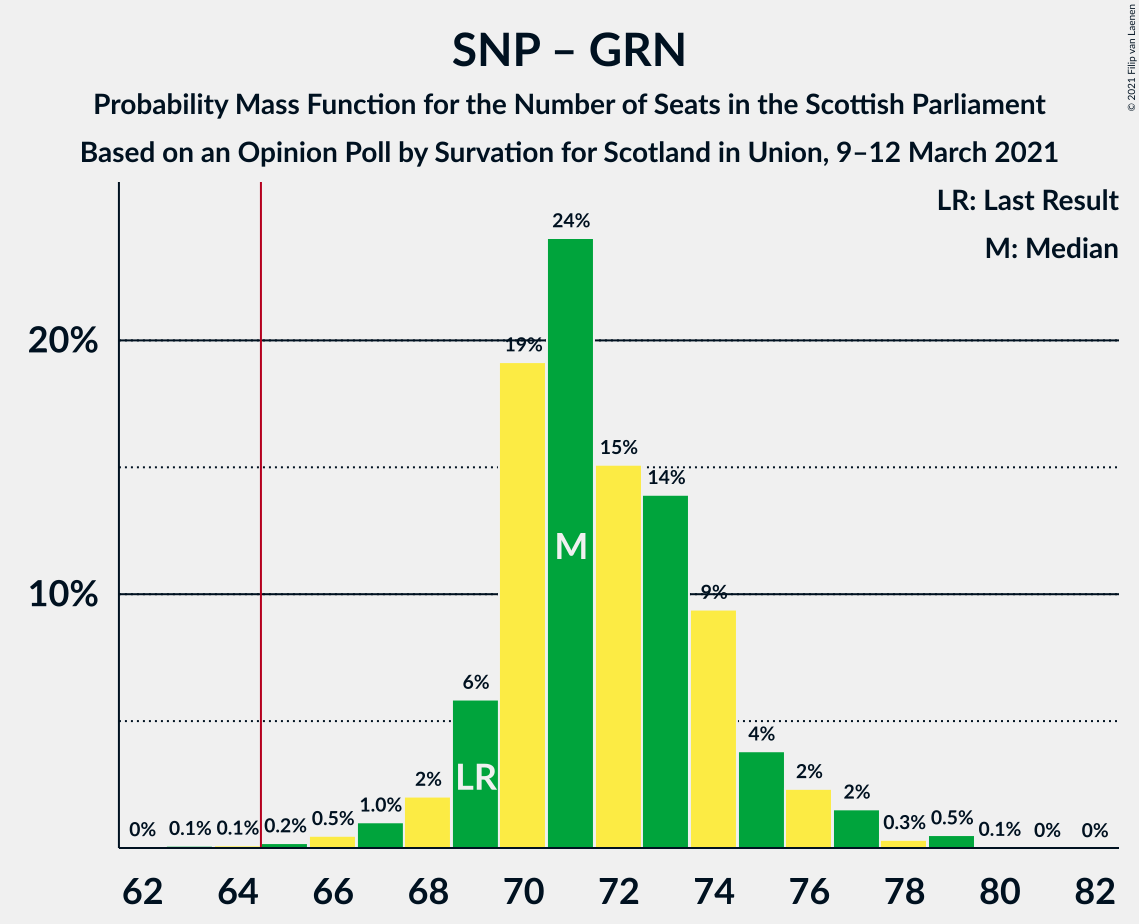 SNP – GRN
Probability Mass Function for the Number of Seats in the Scottish Parliament
Based on an Opinion Poll by Survation for Scotland in Union, 9–12 March 2021
© 2021 Filip van Laenen
LR: Last Result
M: Median
24%
20%
19%
15%
14%
M
10%
9%
6%
LR
4%
2%
2%
2%
1.0%
0% 0.1% 0.1% 0.2% 0.5% 0.3% 0.5% 0.1% 0% 0%
62 64 66 68 70 72 74 76 78 80 82